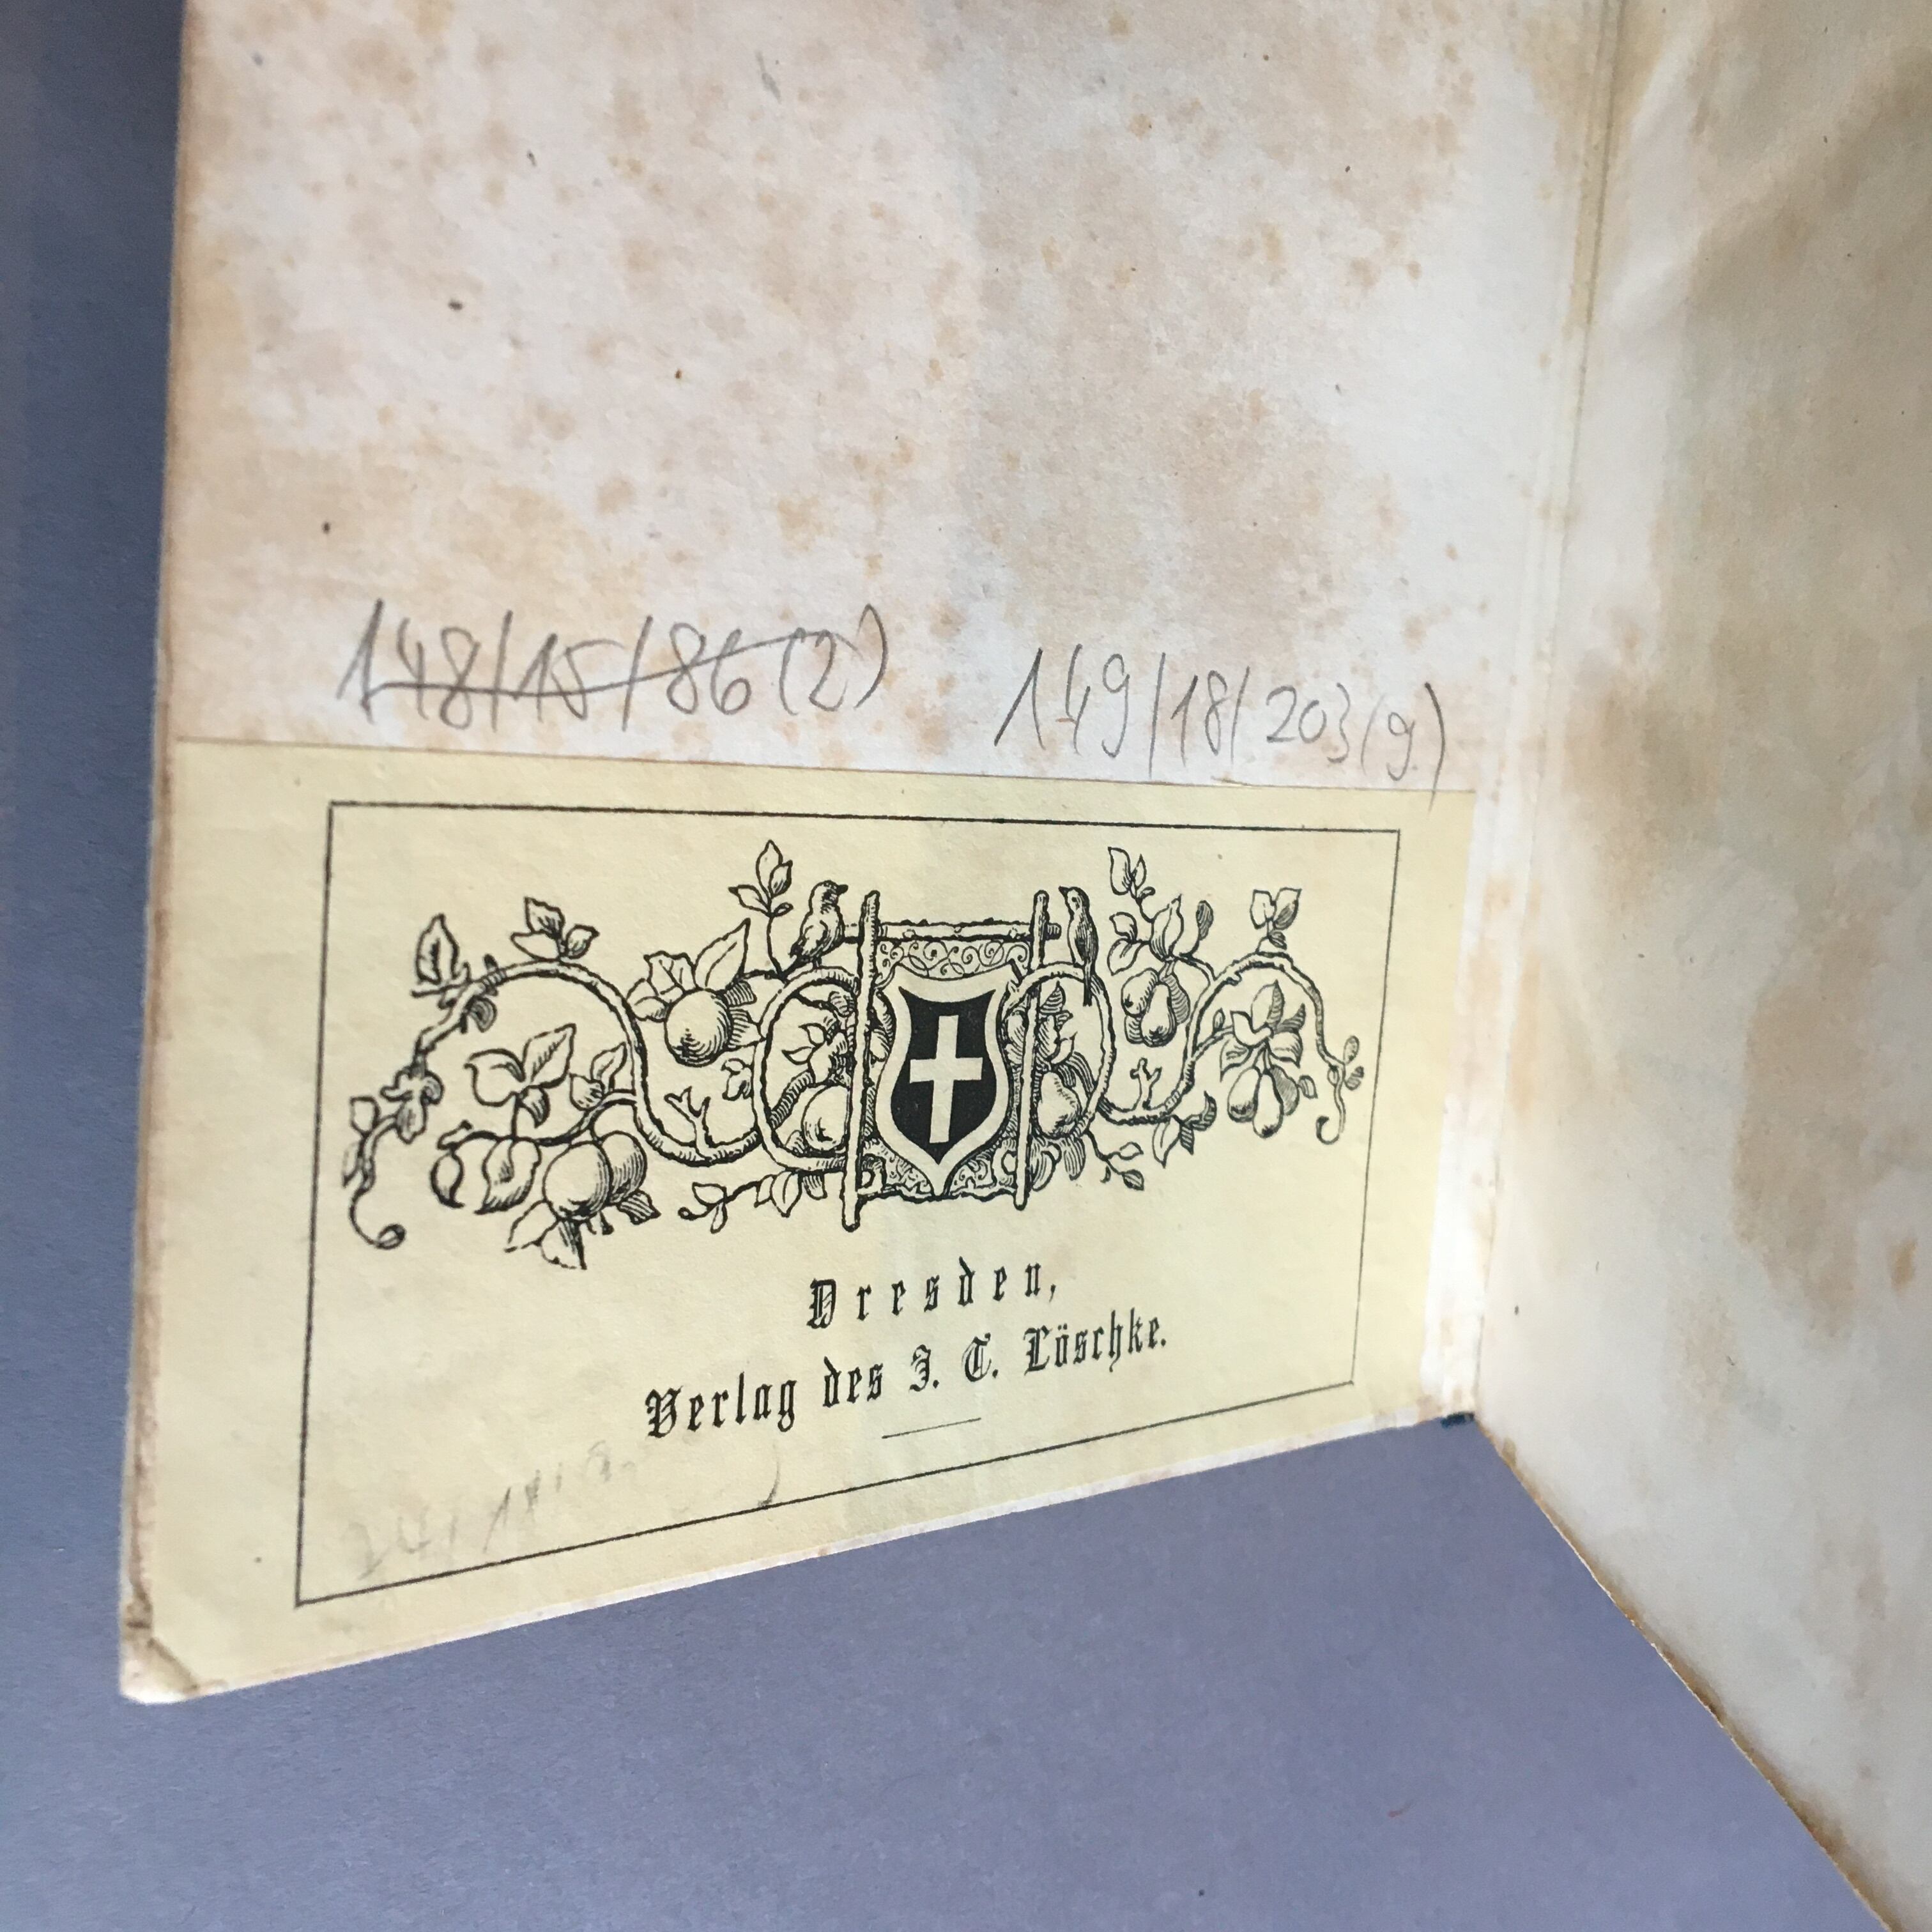 148/15/86 (2)
149/18/203(9)
Dresden,
Verlag des J. T. Löschke.